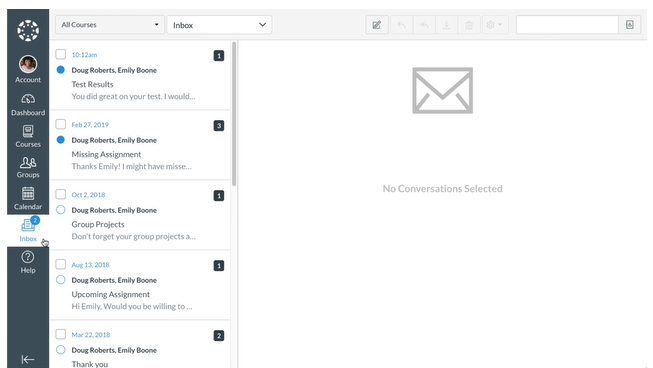 All Courses
Inbox
Account
Dashboard
Courses
Groups
Calendar
2
Inbox
Help
10:12am
1
Doug Roberts, Emily Boone
Test Results
You did great on your test. I would...
Feb 27, 2019
3
Doug Roberts, Emily Boone
Missing Assignment
Thanks Emily! I might have misse...
Oct 2, 2018
1
Doug Roberts, Emily Boone
Group Projects
Don't forget your group projects a...
Aug 13, 2018
1
Doug Roberts, Emily Boone
Upcoming Assignment
Hi Emily, Would you be willing to ...
Mar 22, 2018
2
Doug Roberts, Emily Boone
Thank you
No Conversations Selected